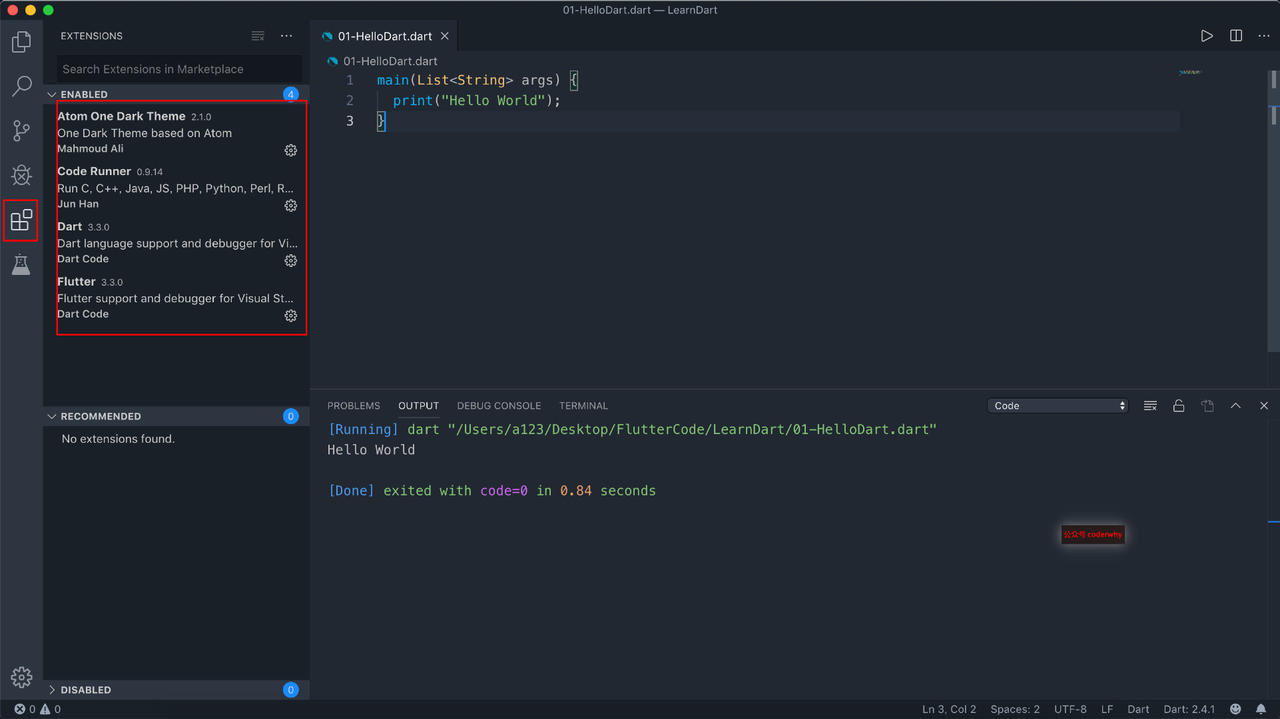 01-HelloDart.dart — LearnDart
EXTENSIONS
Search Extensions in Marketplace
ENABLED 4
Atom One Dark Theme 2.1.0
One Dark Theme based on Atom
Mahmoud Ali
Code Runner 0.9.14
Run C, C++, Java, JS, PHP, Python, Perl, R...
Jun Han
Dart 3.3.0
Dart language support and debugger for Vi...
Dart Code
Flutter 3.3.0
Flutter support and debugger for Visual St...
Dart Code
RECOMMENDED 0
No extensions found.
DISABLED 0
01-HelloDart.dart
01-HelloDart.dart
1 main(List<String> args) {
2 print("Hello World");
3 }
PROBLEMS OUTPUT DEBUG CONSOLE TERMINAL Code
[Running] dart "/Users/a123/Desktop/FlutterCode/LearnDart/01-HelloDart.dart"
Hello World
[Done] exited with code=0 in 0.84 seconds
公众号 coderwhy
0 0 Ln 3, Col 2 Spaces: 2 UTF-8 LF Dart Dart: 2.4.1